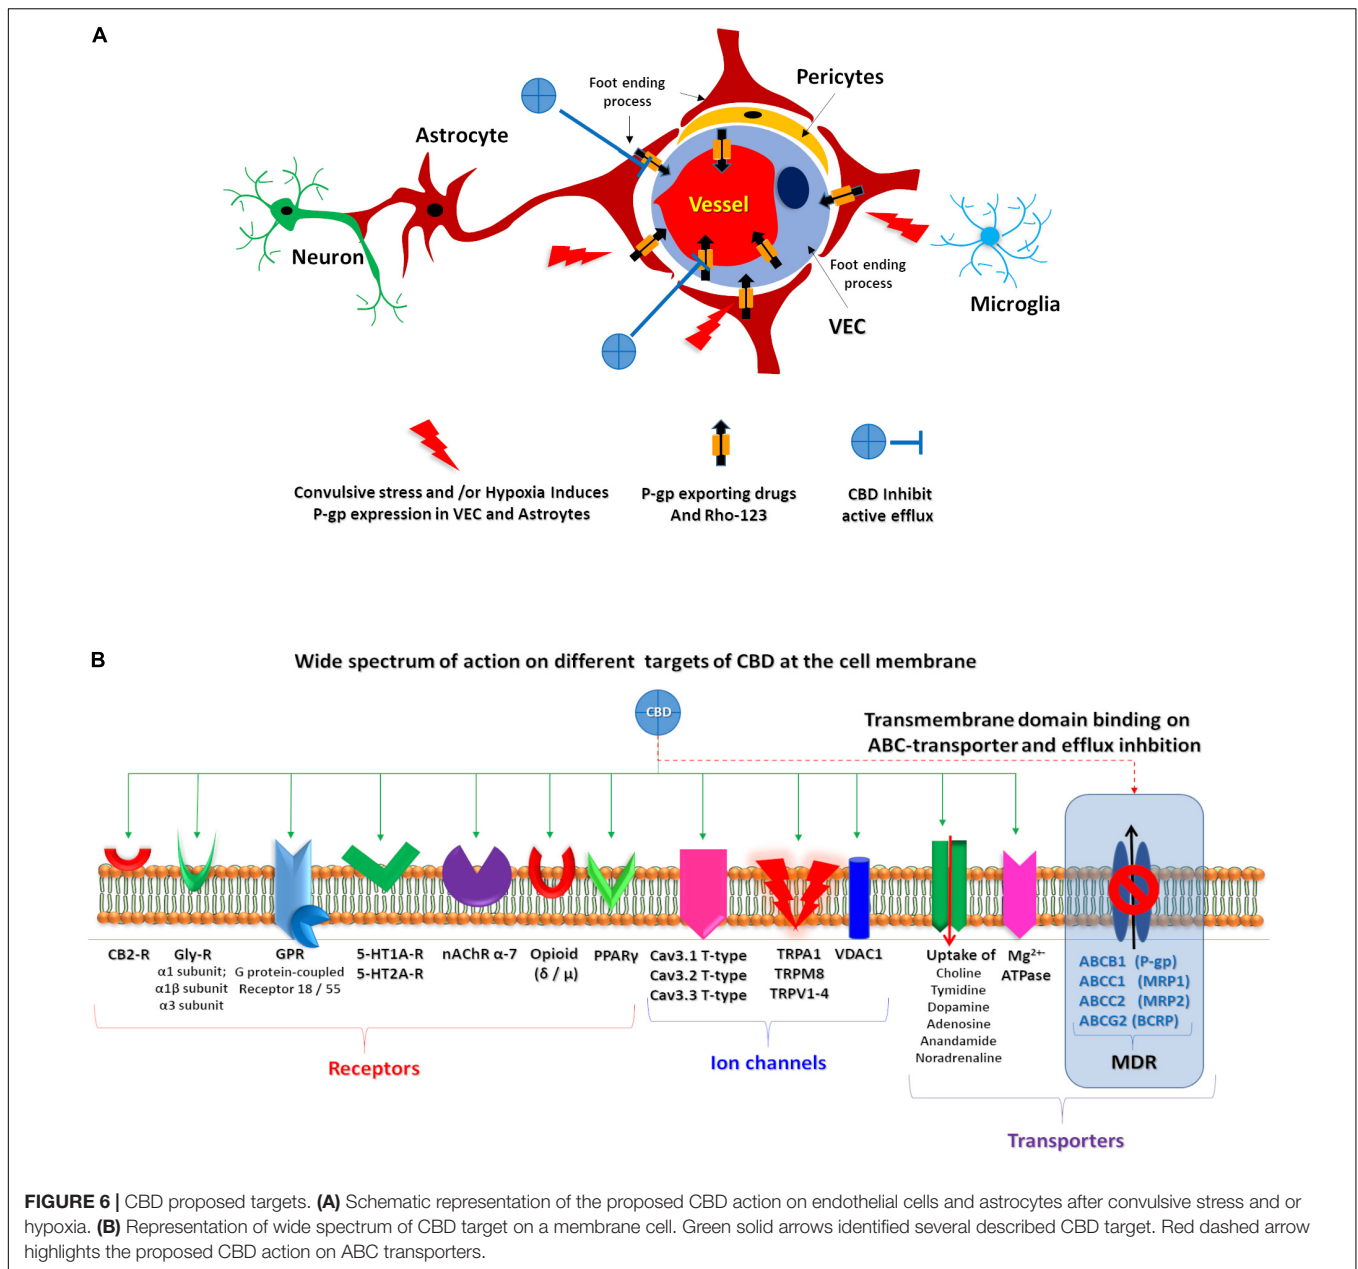 A
Foot ending
process
Pericytes
Astrocyte
Vessel
Neuron
Foot ending
process
Microglia
VEC
Convulsive stress and /or Hypoxia Induces
P-gp expression in VEC and Astroytes
P-gp exporting drugs
And Rho-123
CBD Inhibit
active efflux
B
Wide spectrum of action on different targets of CBD at the cell membrane
CBD
Transmembrane domain binding on
ABC-transporter and efflux inhbition
CB2-R
Gly-R
α1 subunit;
α1β subunit
α3 subunit
GPR
G protein-coupled
Receptor 18 / 55
5-HT1A-R
5-HT2A-R
nAChR α-7
Opioid
(δ / μ)
PPARγ
Cav3.1 T-type
Cav3.2 T-type
Cav3.3 T-type
TRPA1
TRPM8
TRPV1-4
VDAC1
Uptake of
Choline
Tymidine
Dopamine
Adenosine
Anandamide
Noradrenaline
Mg²⁺-
ATPase
ABCB1 (P-gp)
ABCC1 (MRP1)
ABCC2 (MRP2)
ABCG2 (BCRP)
MDR
Receptors
Ion channels
Transporters
FIGURE 6 | CBD proposed targets. (A) Schematic representation of the proposed CBD action on endothelial cells and astrocytes after convulsive stress and or
hypoxia. (B) Representation of wide spectrum of CBD target on a membrane cell. Green solid arrows identified several described CBD target. Red dashed arrow
highlights the proposed CBD action on ABC transporters.